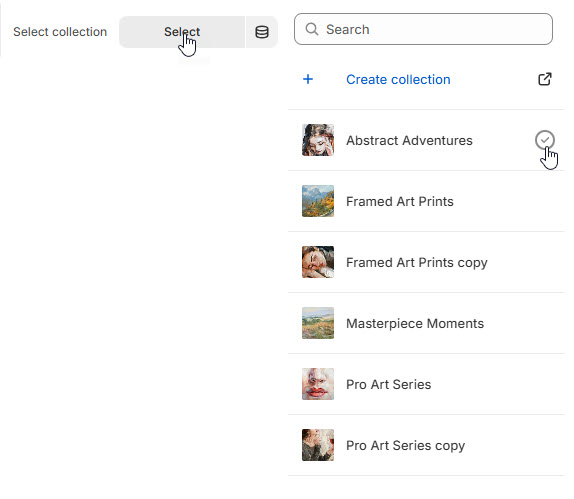 Select collection
Select
Search
Create collection
Abstract Adventures
Framed Art Prints
Framed Art Prints copy
Masterpiece Moments
Pro Art Series
Pro Art Series copy